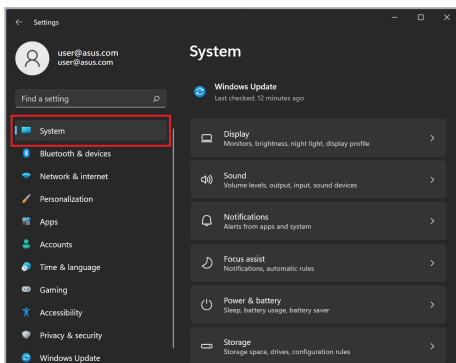 Settings
user@asus.com
user@asus.com
Find a setting
System
Bluetooth & devices
Network & internet
Personalization
Apps
Accounts
Time & language
Gaming
Accessibility
Privacy & security
Windows Update
System
Windows Update
Last checked: 12 minutes ago
Display
Monitors, brightness, night light, display profile
Sound
Volume levels, output, input, sound devices
Notifications
Alerts from apps and system
Focus assist
Notifications, automatic rules
Power & battery
Sleep, battery usage, battery saver
Storage
Storage space, drives, configuration rules